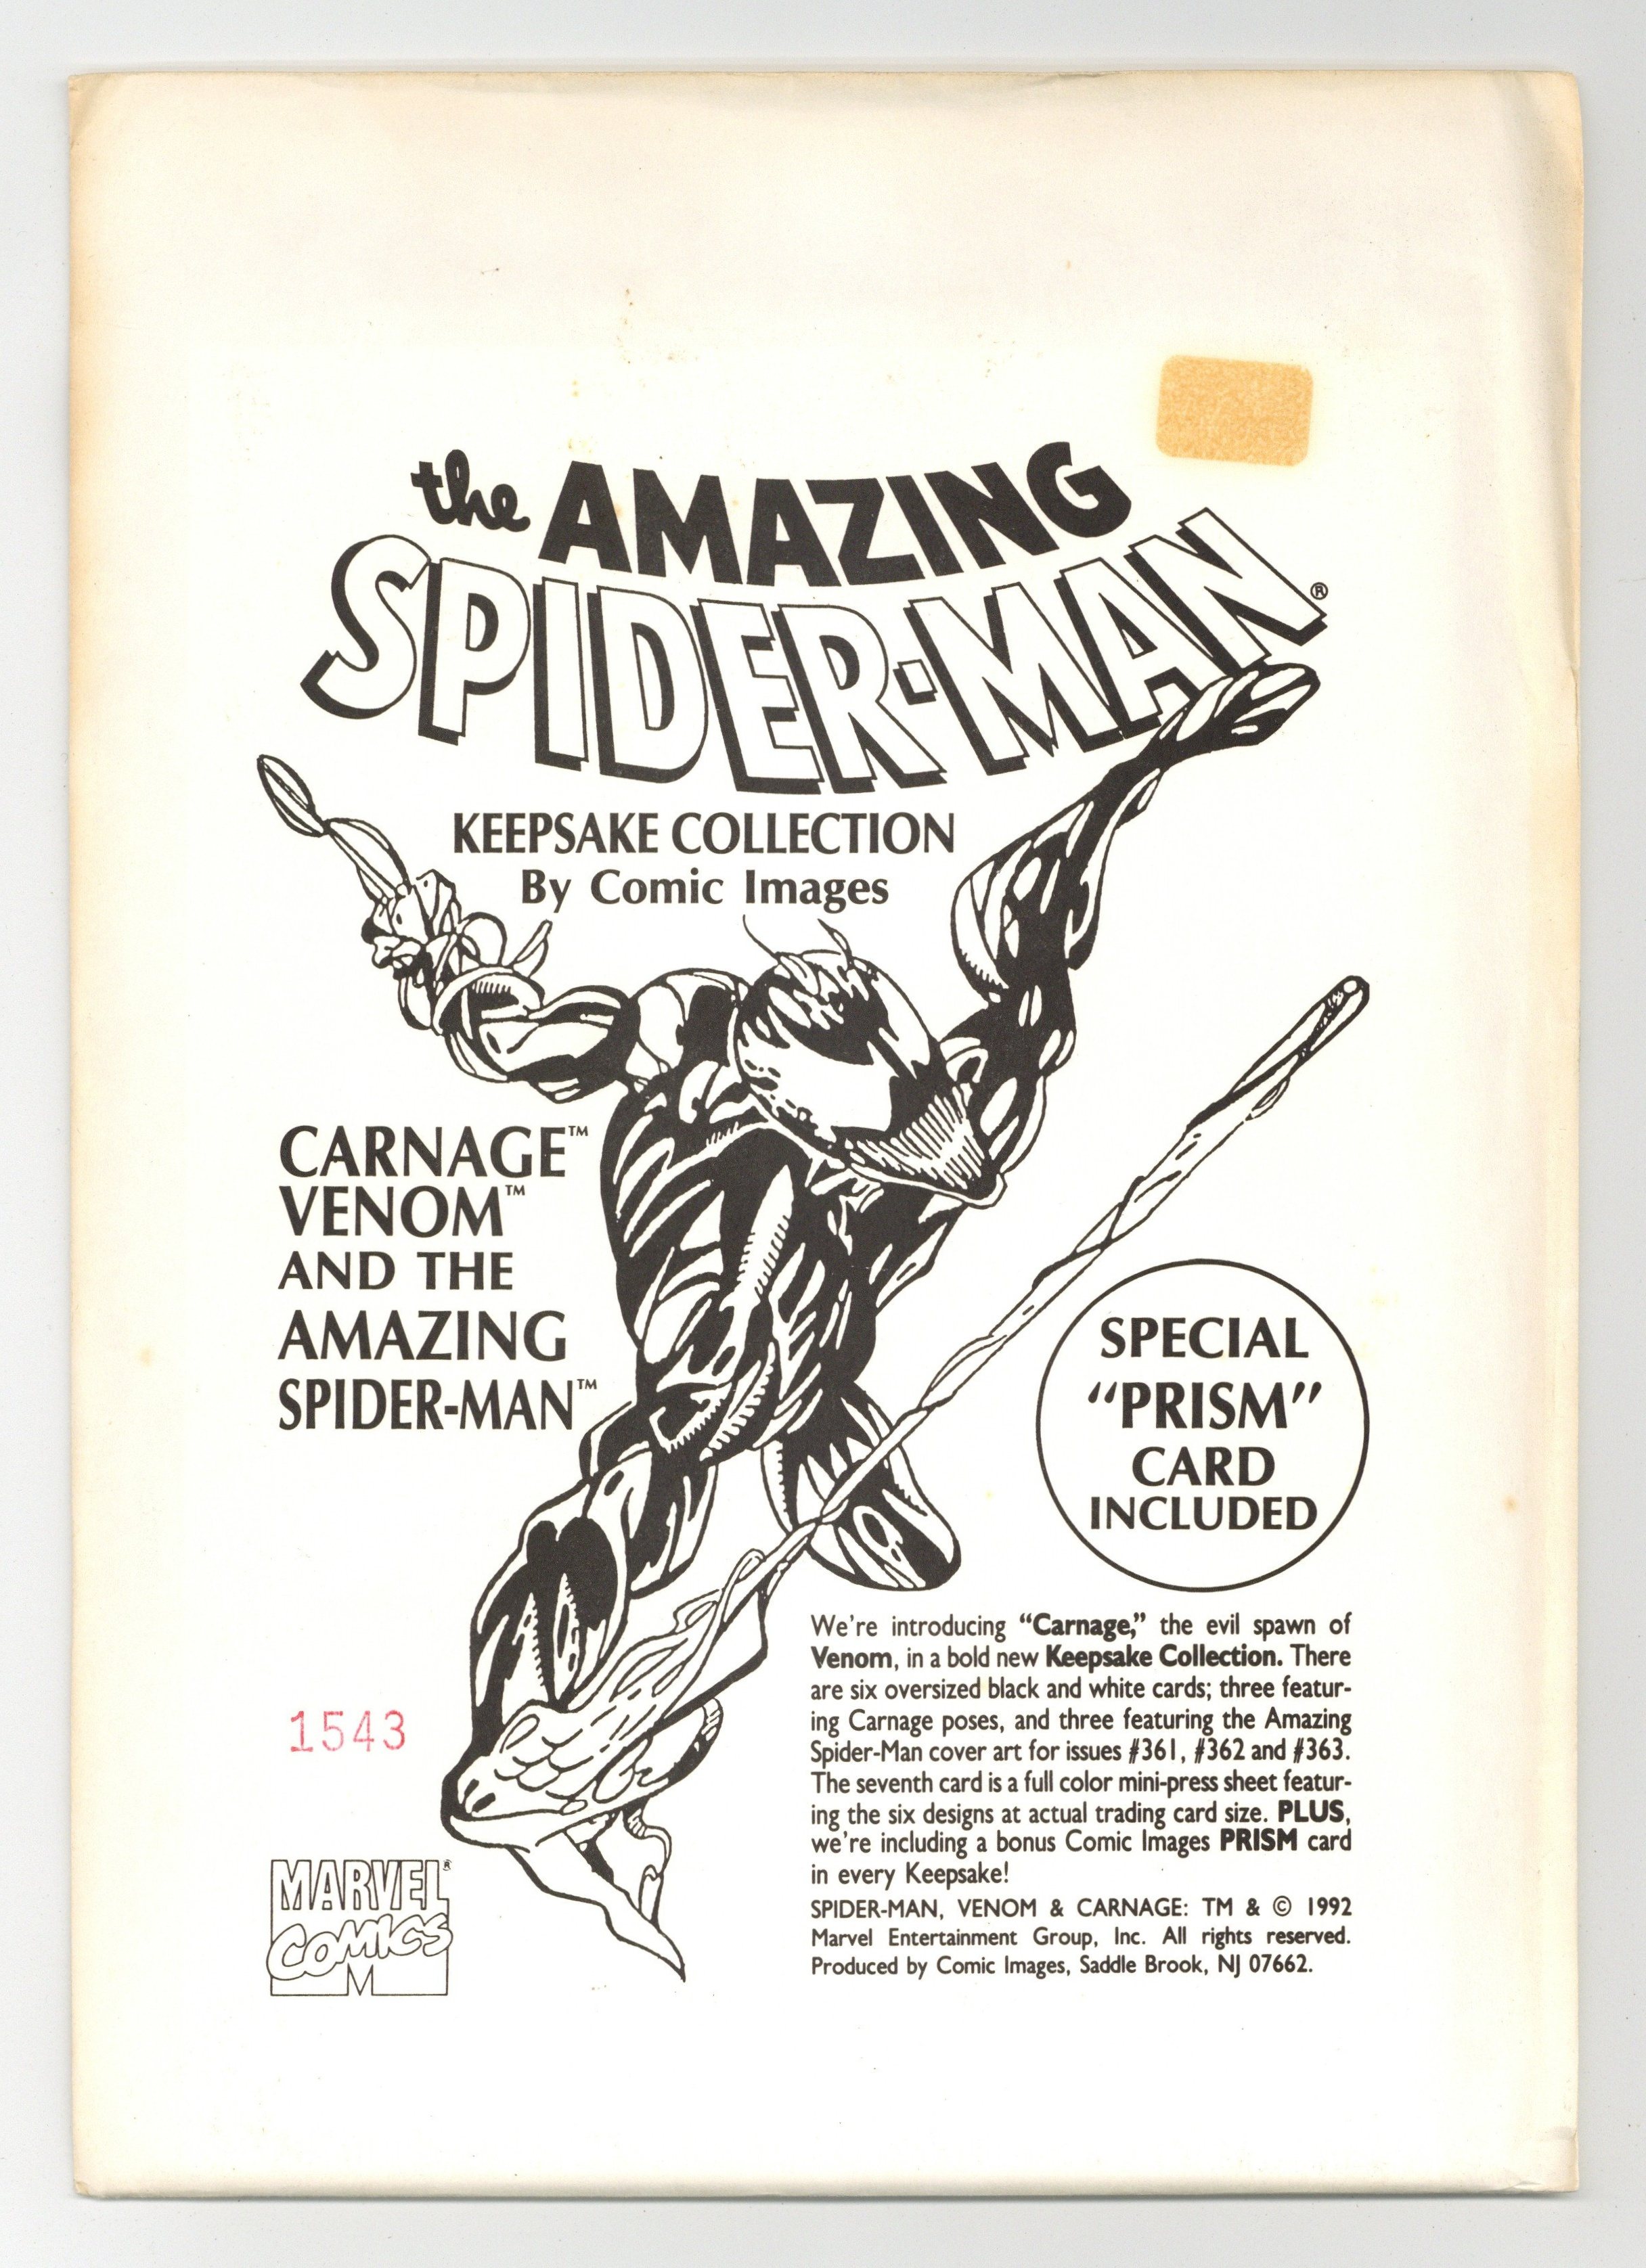 the AMAZING
SPIDER-MAN®
KEEPSAKE COLLECTION
By Comic Images
CARNAGE™
VENOM™
AND THE
AMAZING
SPIDER-MAN™
SPECIAL
“PRISM”
CARD
INCLUDED
We're introducing “Carnage,” the evil spawn of
Venom, in a bold new Keepsake Collection. There
are six oversized black and white cards; three featur-
ing Carnage poses, and three featuring the Amazing
Spider-Man cover art for issues #361, #362 and #363.
The seventh card is a full color mini-press sheet featur-
ing the six designs at actual trading card size. PLUS,
we're including a bonus Comic Images PRISM card
in every Keepsake!
SPIDER-MAN, VENOM & CARNAGE: TM & © 1992
Marvel Entertainment Group, Inc. All rights reserved.
Produced by Comic Images, Saddle Brook, NJ 07662.
1543
MARVEL®
COMICS
M